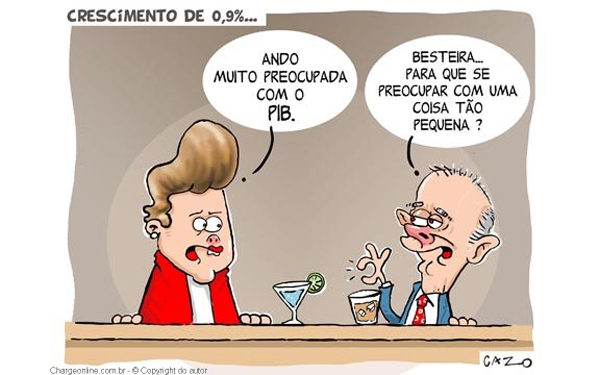 CRESCIMENTO DE 0,9%...
ANDO
MUITO PREOCUPADA
COM O
PIB.
BESTEIRA...
PARA QUE SE
PREOCUPAR COM UMA
COISA TÃO
PEQUENA ?
CAZO
Chargeonline.com.br - © Copyright do autor